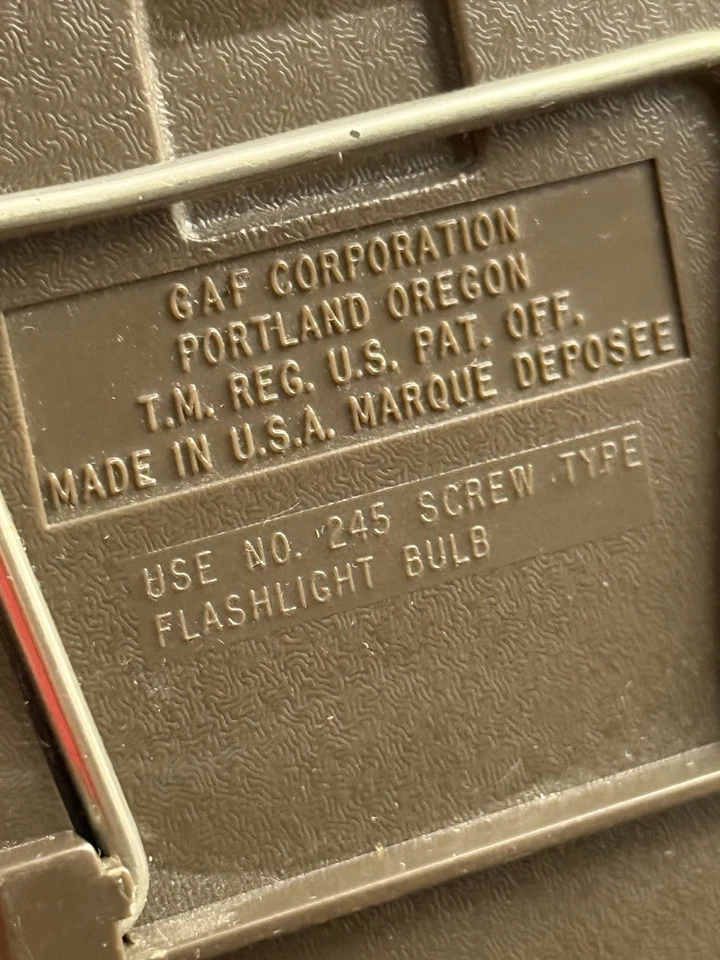 GAF CORPORATION
PORTLAND OREGON
T.M. REG. U.S. PAT. OFF.
MADE IN U.S.A. MARQUE DEPOSEE
USE NO. 245 SCREW TYPE
FLASHLIGHT BULB